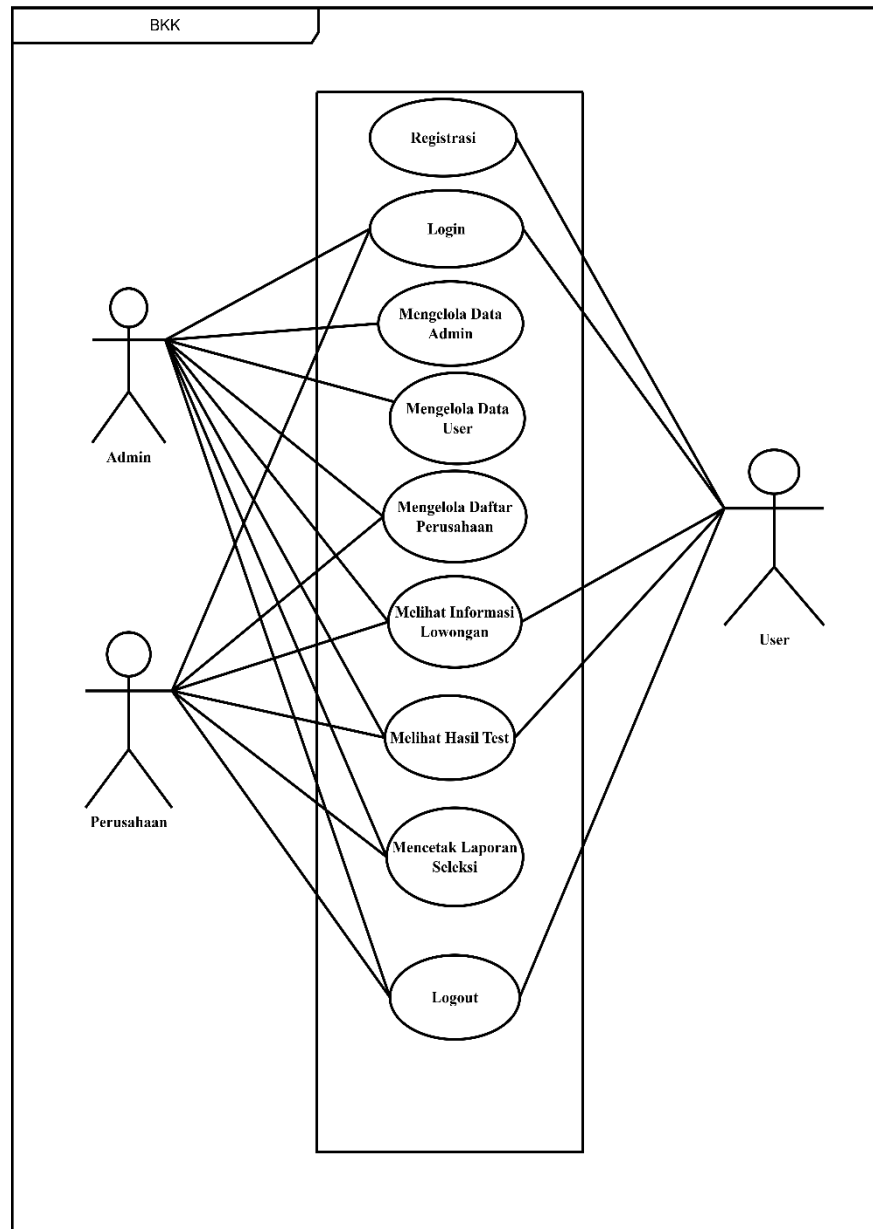 BKK
Registrasi
Login
Mengelola Data
Admin
Mengelola Data
User
Mengelola Daftar
Perusahaan
Melihat Informasi
Lowongan
Melihat Hasil Test
Mencetak Laporan
Seleksi
Logout
Admin
Perusahaan
User